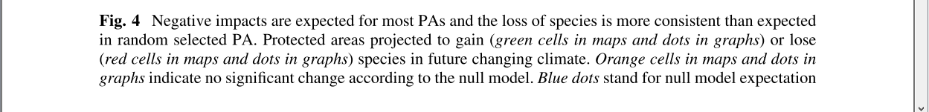 Fig. 4 Negative impacts are expected for most PAs and the loss of species is more consistent than expected
in random selected PA. Protected areas projected to gain (green cells in maps and dots in graphs) or lose
(red cells in maps and dots in graphs) species in future changing climate. Orange cells in maps and dots in
graphs indicate no significant change according to the null model. Blue dots stand for null model expectation